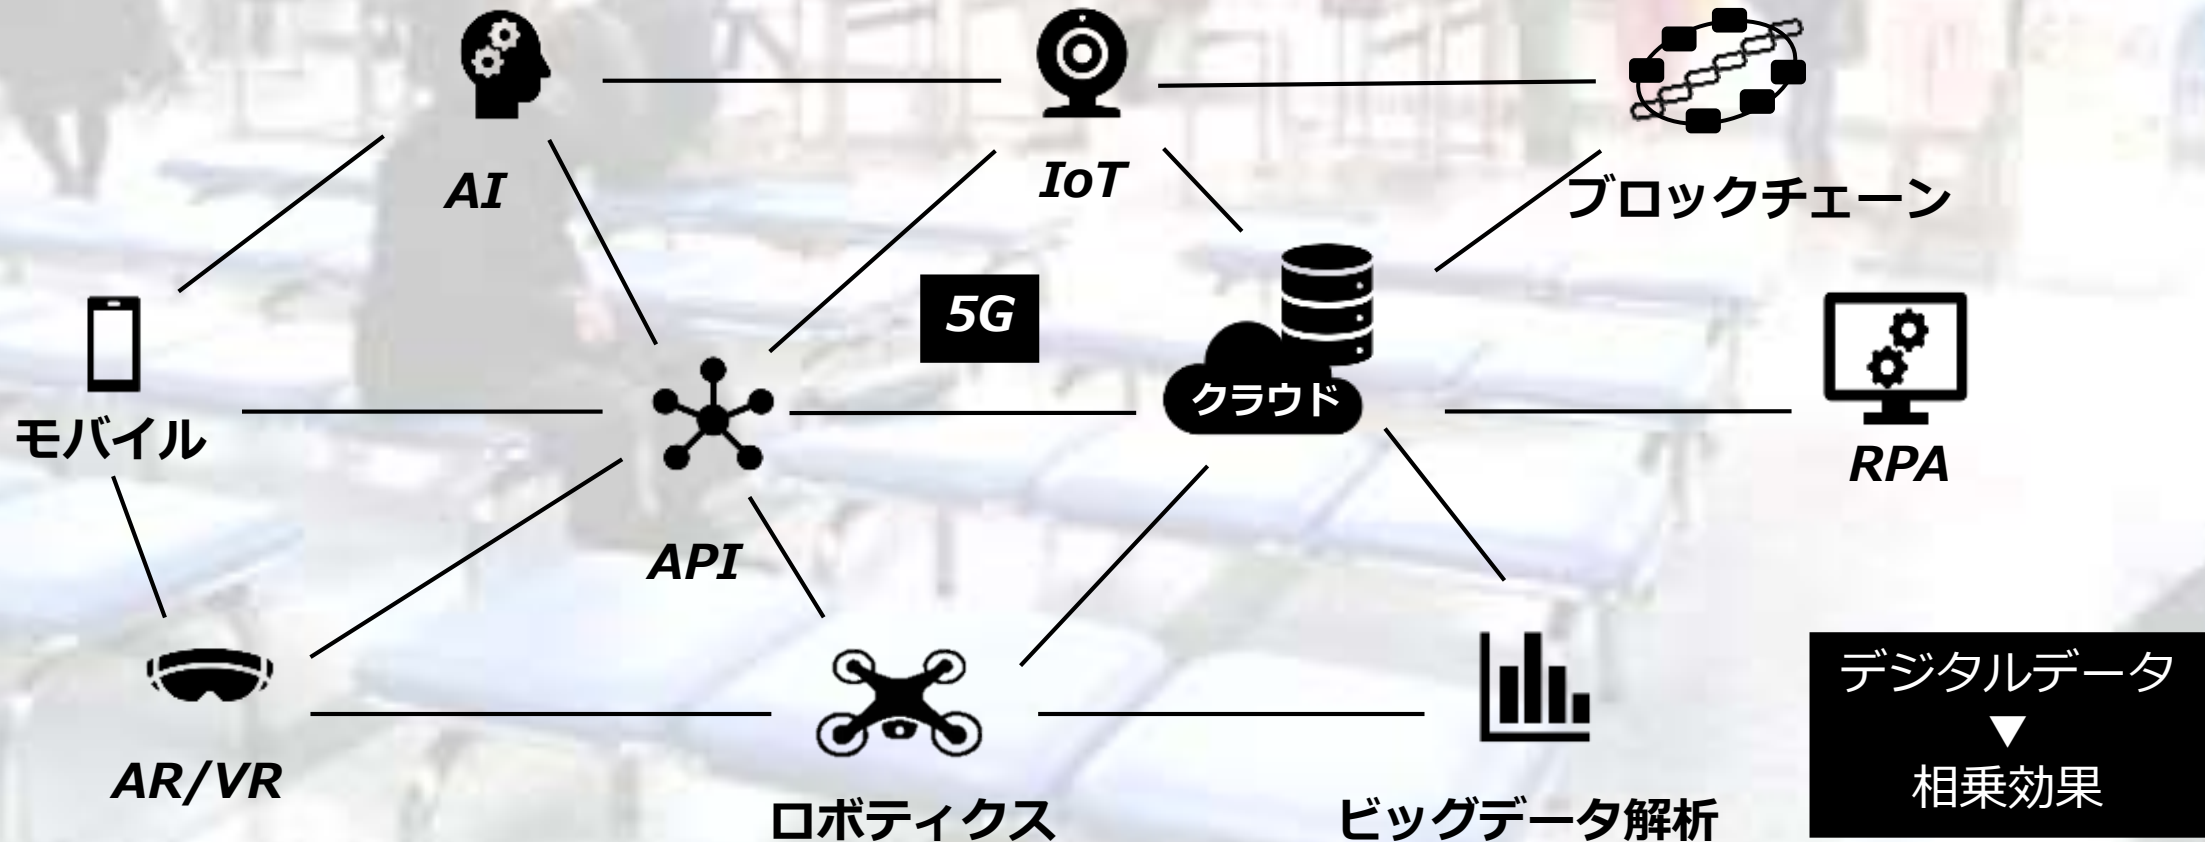 AI
IoT
ブロックチェーン
5G
クラウド
モバイル
RPA
API
AR/VR
ロボティクス
ビッグデータ解析
デジタルデータ
▼
相乗効果